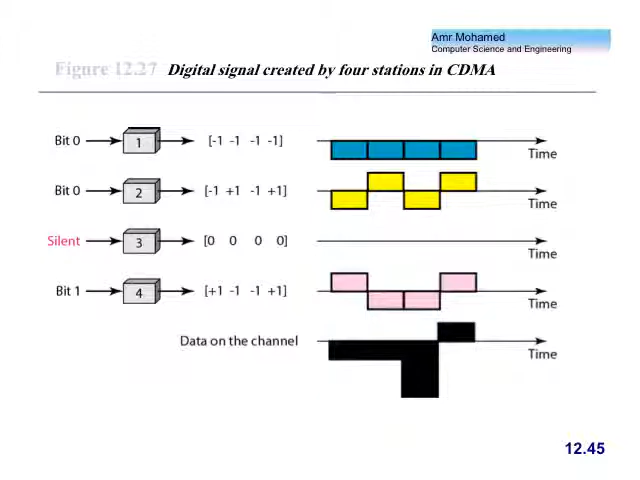 Amr Mohamed
Computer Science and Engineering
Figure 12.27 Digital signal created by four stations in CDMA
Bit 0 1 [-1 -1 -1 -1] Time
Bit 0 2 [-1 +1 -1 +1] Time
Silent 3 [0 0 0 0] Time
Bit 1 4 [+1 -1 -1 +1] Time
Data on the channel Time
12.45